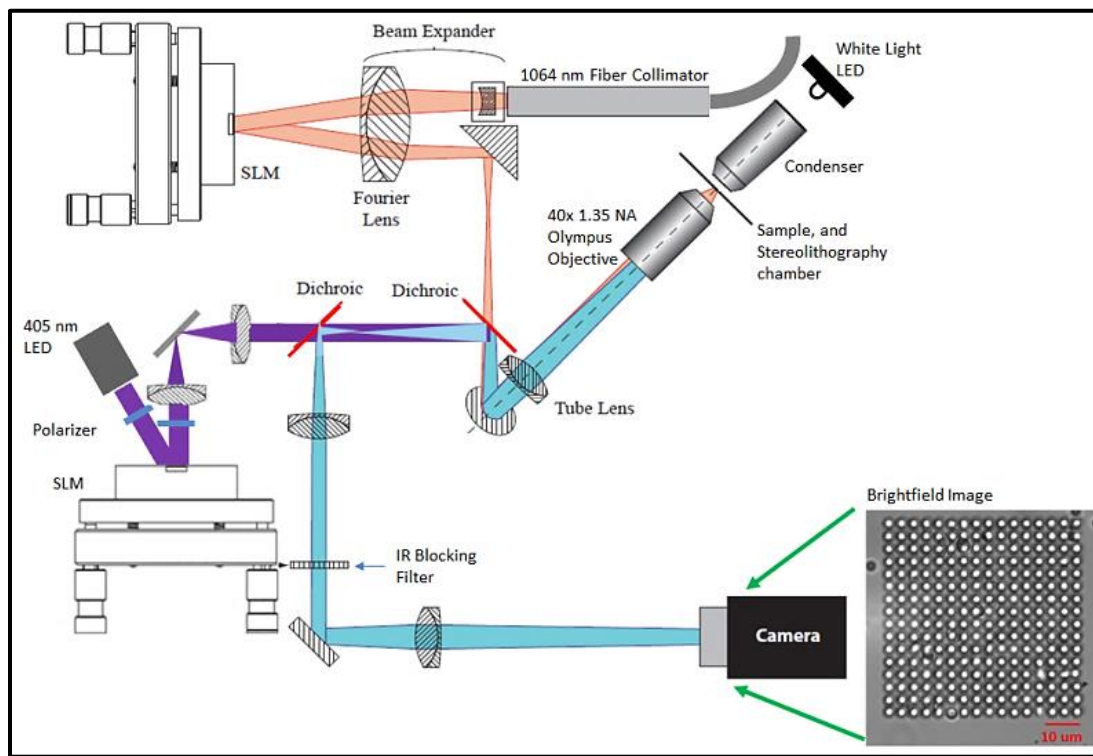 Beam Expander
1064 nm Fiber Collimator
White Light
LED
SLM
Fourier
Lens
Condenser
40x 1.35 NA
Olympus
Objective
Sample, and
Stereolithography
chamber
Dichroic
Dichroic
405 nm
LED
Tube Lens
Polarizer
SLM
Brightfield Image
IR Blocking
Filter
Camera
10 um